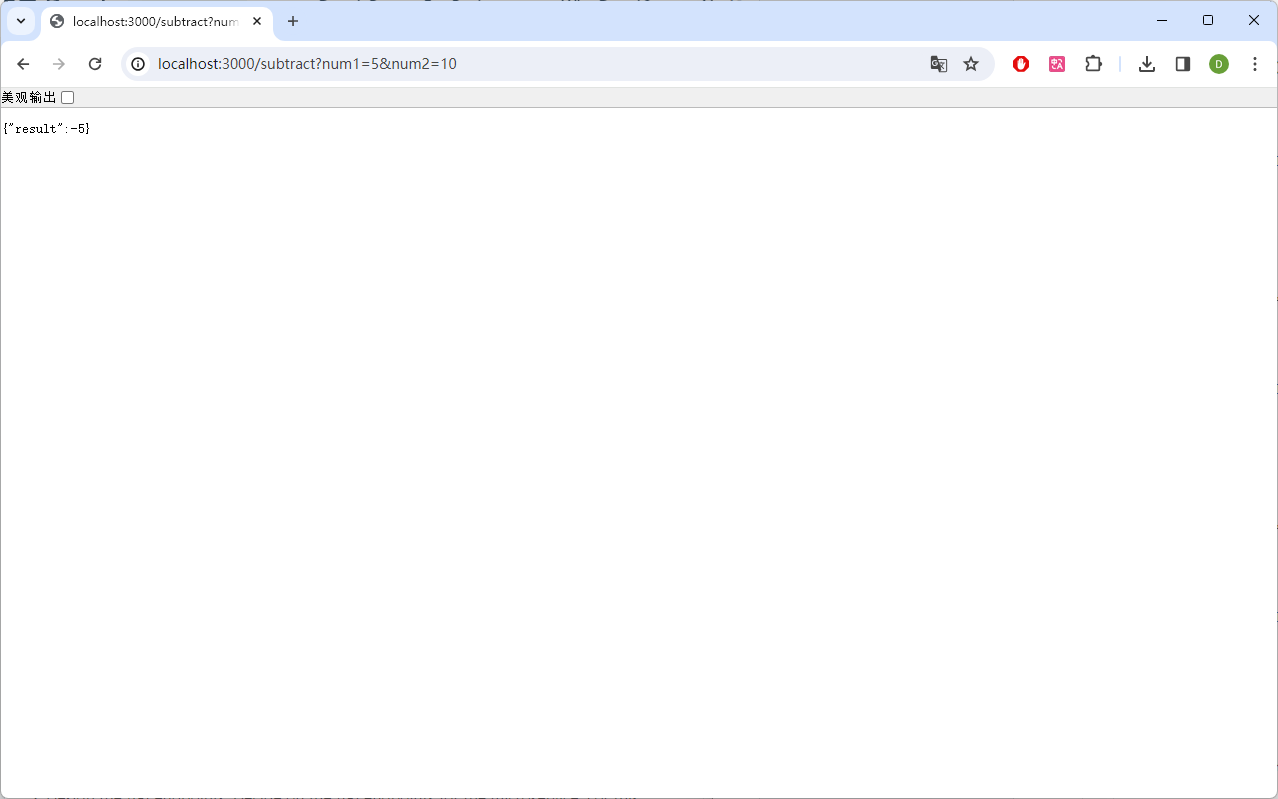 localhost:3000/subtract?num
localhost:3000/subtract?num1=5&num2=10
D
美观输出
{"result":-5}